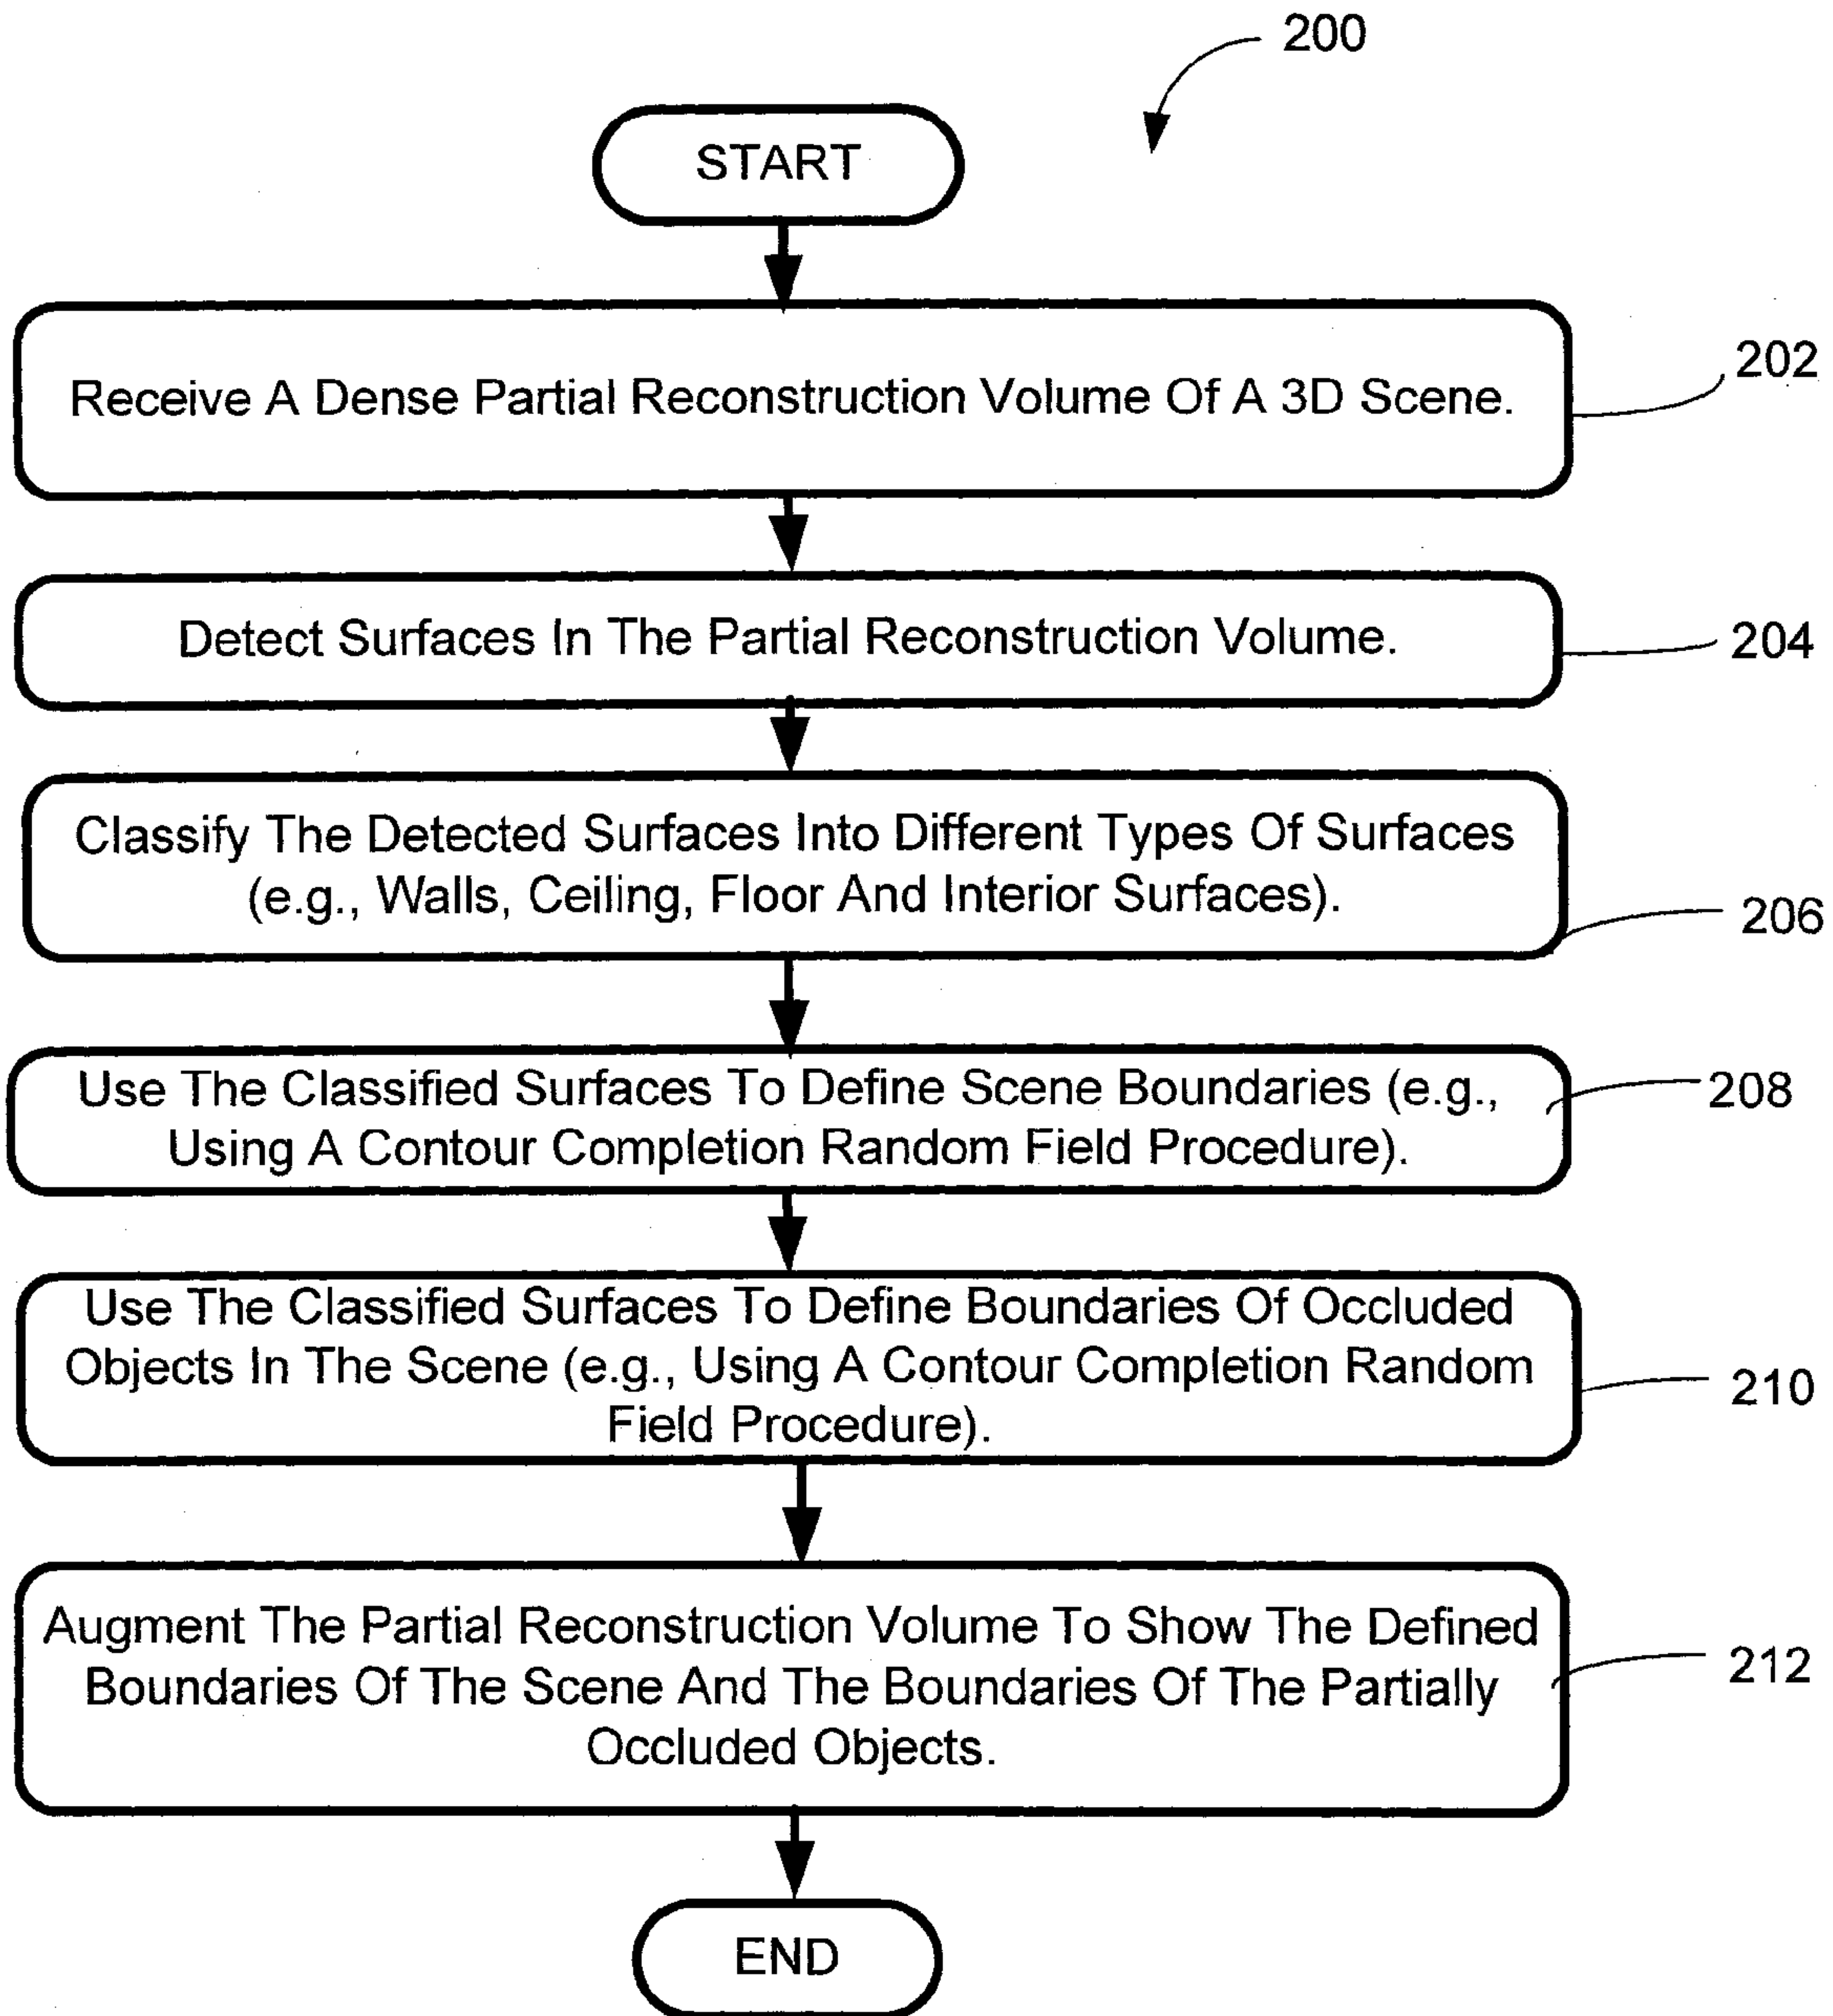 200
START
Receive A Dense Partial Reconstruction Volume Of A 3D Scene.
202
Detect Surfaces In The Partial Reconstruction Volume.
204
Classify The Detected Surfaces Into Different Types Of Surfaces
(e.g., Walls, Ceiling, Floor And Interior Surfaces).
206
Use The Classified Surfaces To Define Scene Boundaries (e.g.,
Using A Contour Completion Random Field Procedure).
208
Use The Classified Surfaces To Define Boundaries Of Occluded
Objects In The Scene (e.g., Using A Contour Completion Random
Field Procedure).
210
Augment The Partial Reconstruction Volume To Show The Defined
Boundaries Of The Scene And The Boundaries Of The Partially
Occluded Objects.
212
END